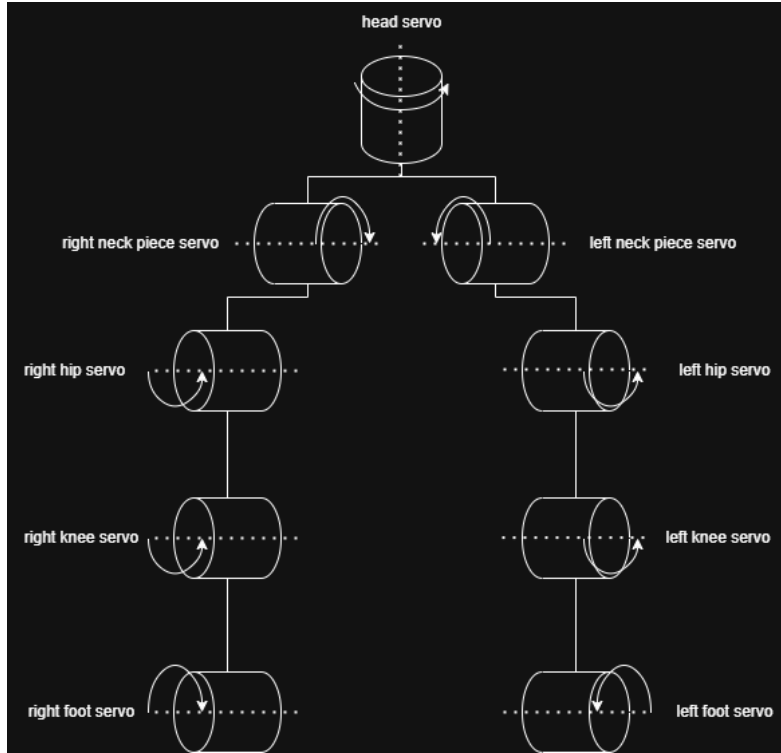 head servo
right neck piece servo
left neck piece servo
right hip servo
left hip servo
right knee servo
left knee servo
right foot servo
left foot servo